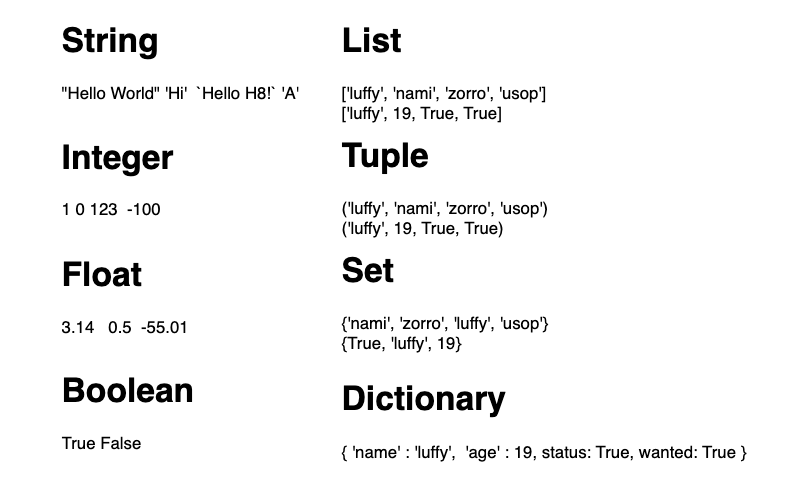 String
"Hello World" 'Hi'  `Hello H8!` 'A'
Integer
1 0 123  -100
Float
3.14   0.5  -55.01
Boolean
True False
List
['luffy', 'nami', 'zorro', 'usop']
['luffy', 19, True, True]
Tuple
('luffy', 'nami', 'zorro', 'usop')
('luffy', 19, True, True)
Set
{'nami', 'zorro', 'luffy', 'usop'}
{True, 'luffy', 19}
Dictionary
{ 'name' : 'luffy',  'age' : 19, status: True, wanted: True }